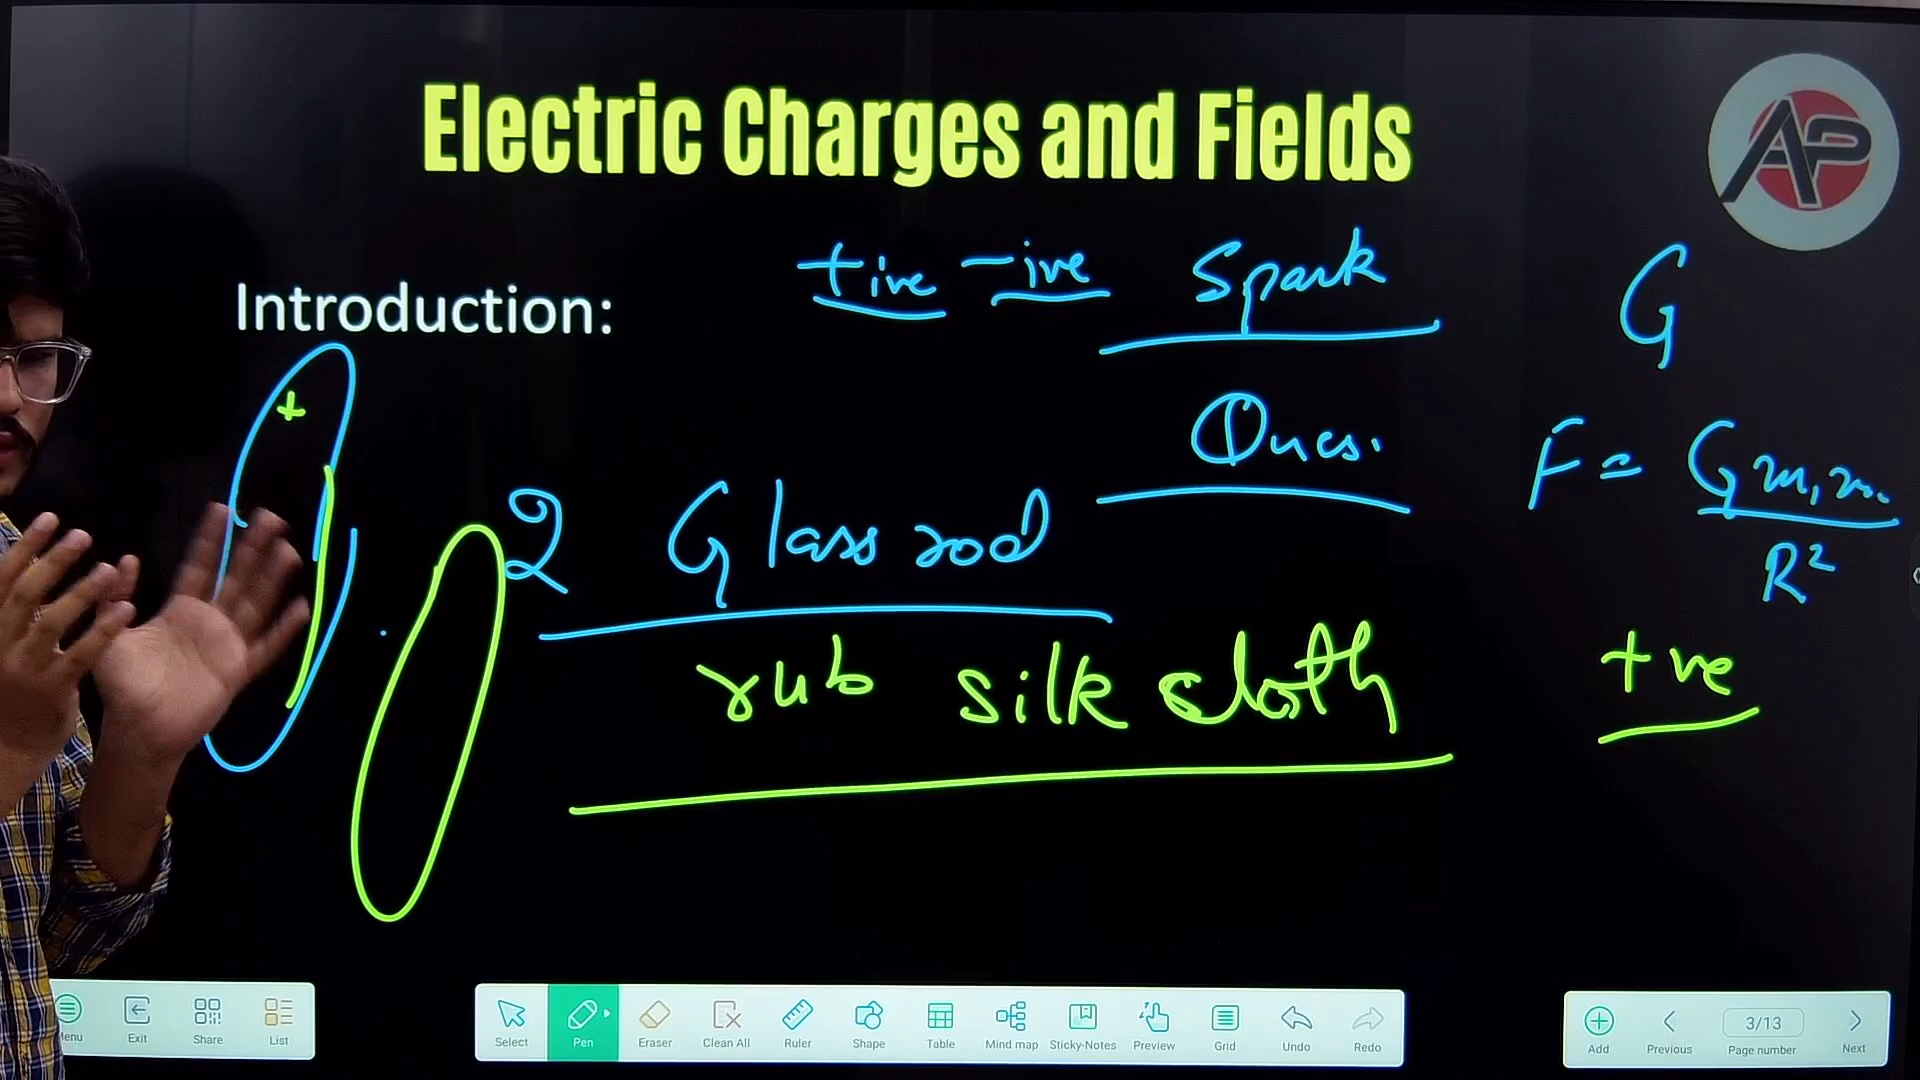 Electric Charges and Fields
AP
Introduction:
+ive -ive Spark
G
+
Ques.
F = G m, m.
R²
2 Glass rod
rub silk cloth
+ve
Menu Exit Share List
Select Pen Eraser Clean All Ruler Shape Table Mind map Sticky-Notes Preview Grid Undo Redo
Add Previous 3/13 Page number Next